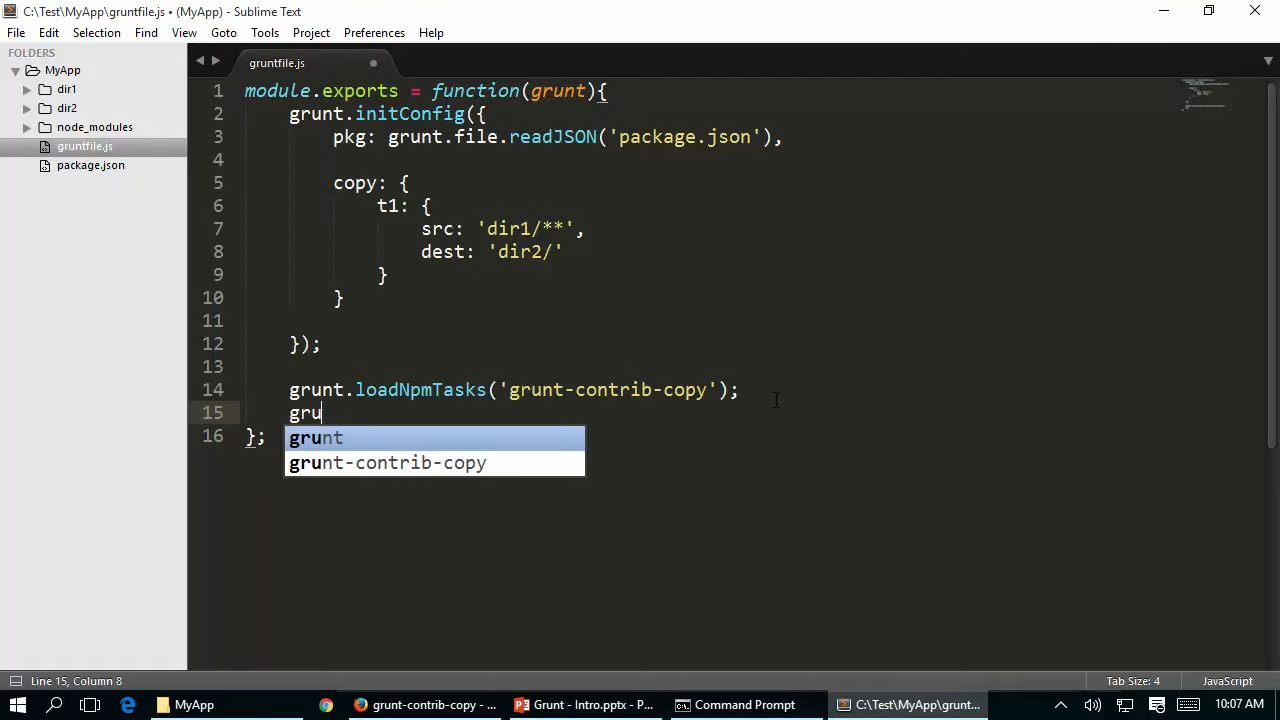 C:\Test\MyApp\gruntfile.js • (MyApp) - Sublime Text
File Edit Selection Find View Goto Tools Project Preferences Help
FOLDERS
MyApp
dir1
dir2
node_modules
gruntfile.js
package.json
gruntfile.js
1 module.exports = function(grunt){
2 grunt.initConfig({
3 pkg: grunt.file.readJSON('package.json'),
4
5 copy: {
6 t1: {
7 src: 'dir1/**',
8 dest: 'dir2/'
9 }
10 }
11
12 });
13
14 grunt.loadNpmTasks('grunt-contrib-copy');
15 gru
16 };
grunt
grunt-contrib-copy
Line 15, Column 8 Tab Size: 4 JavaScript
MyApp grunt-contrib-copy - ... Grunt - Intro.pptx - P... Command Prompt C:\Test\MyApp\grunt... 10:07 AM